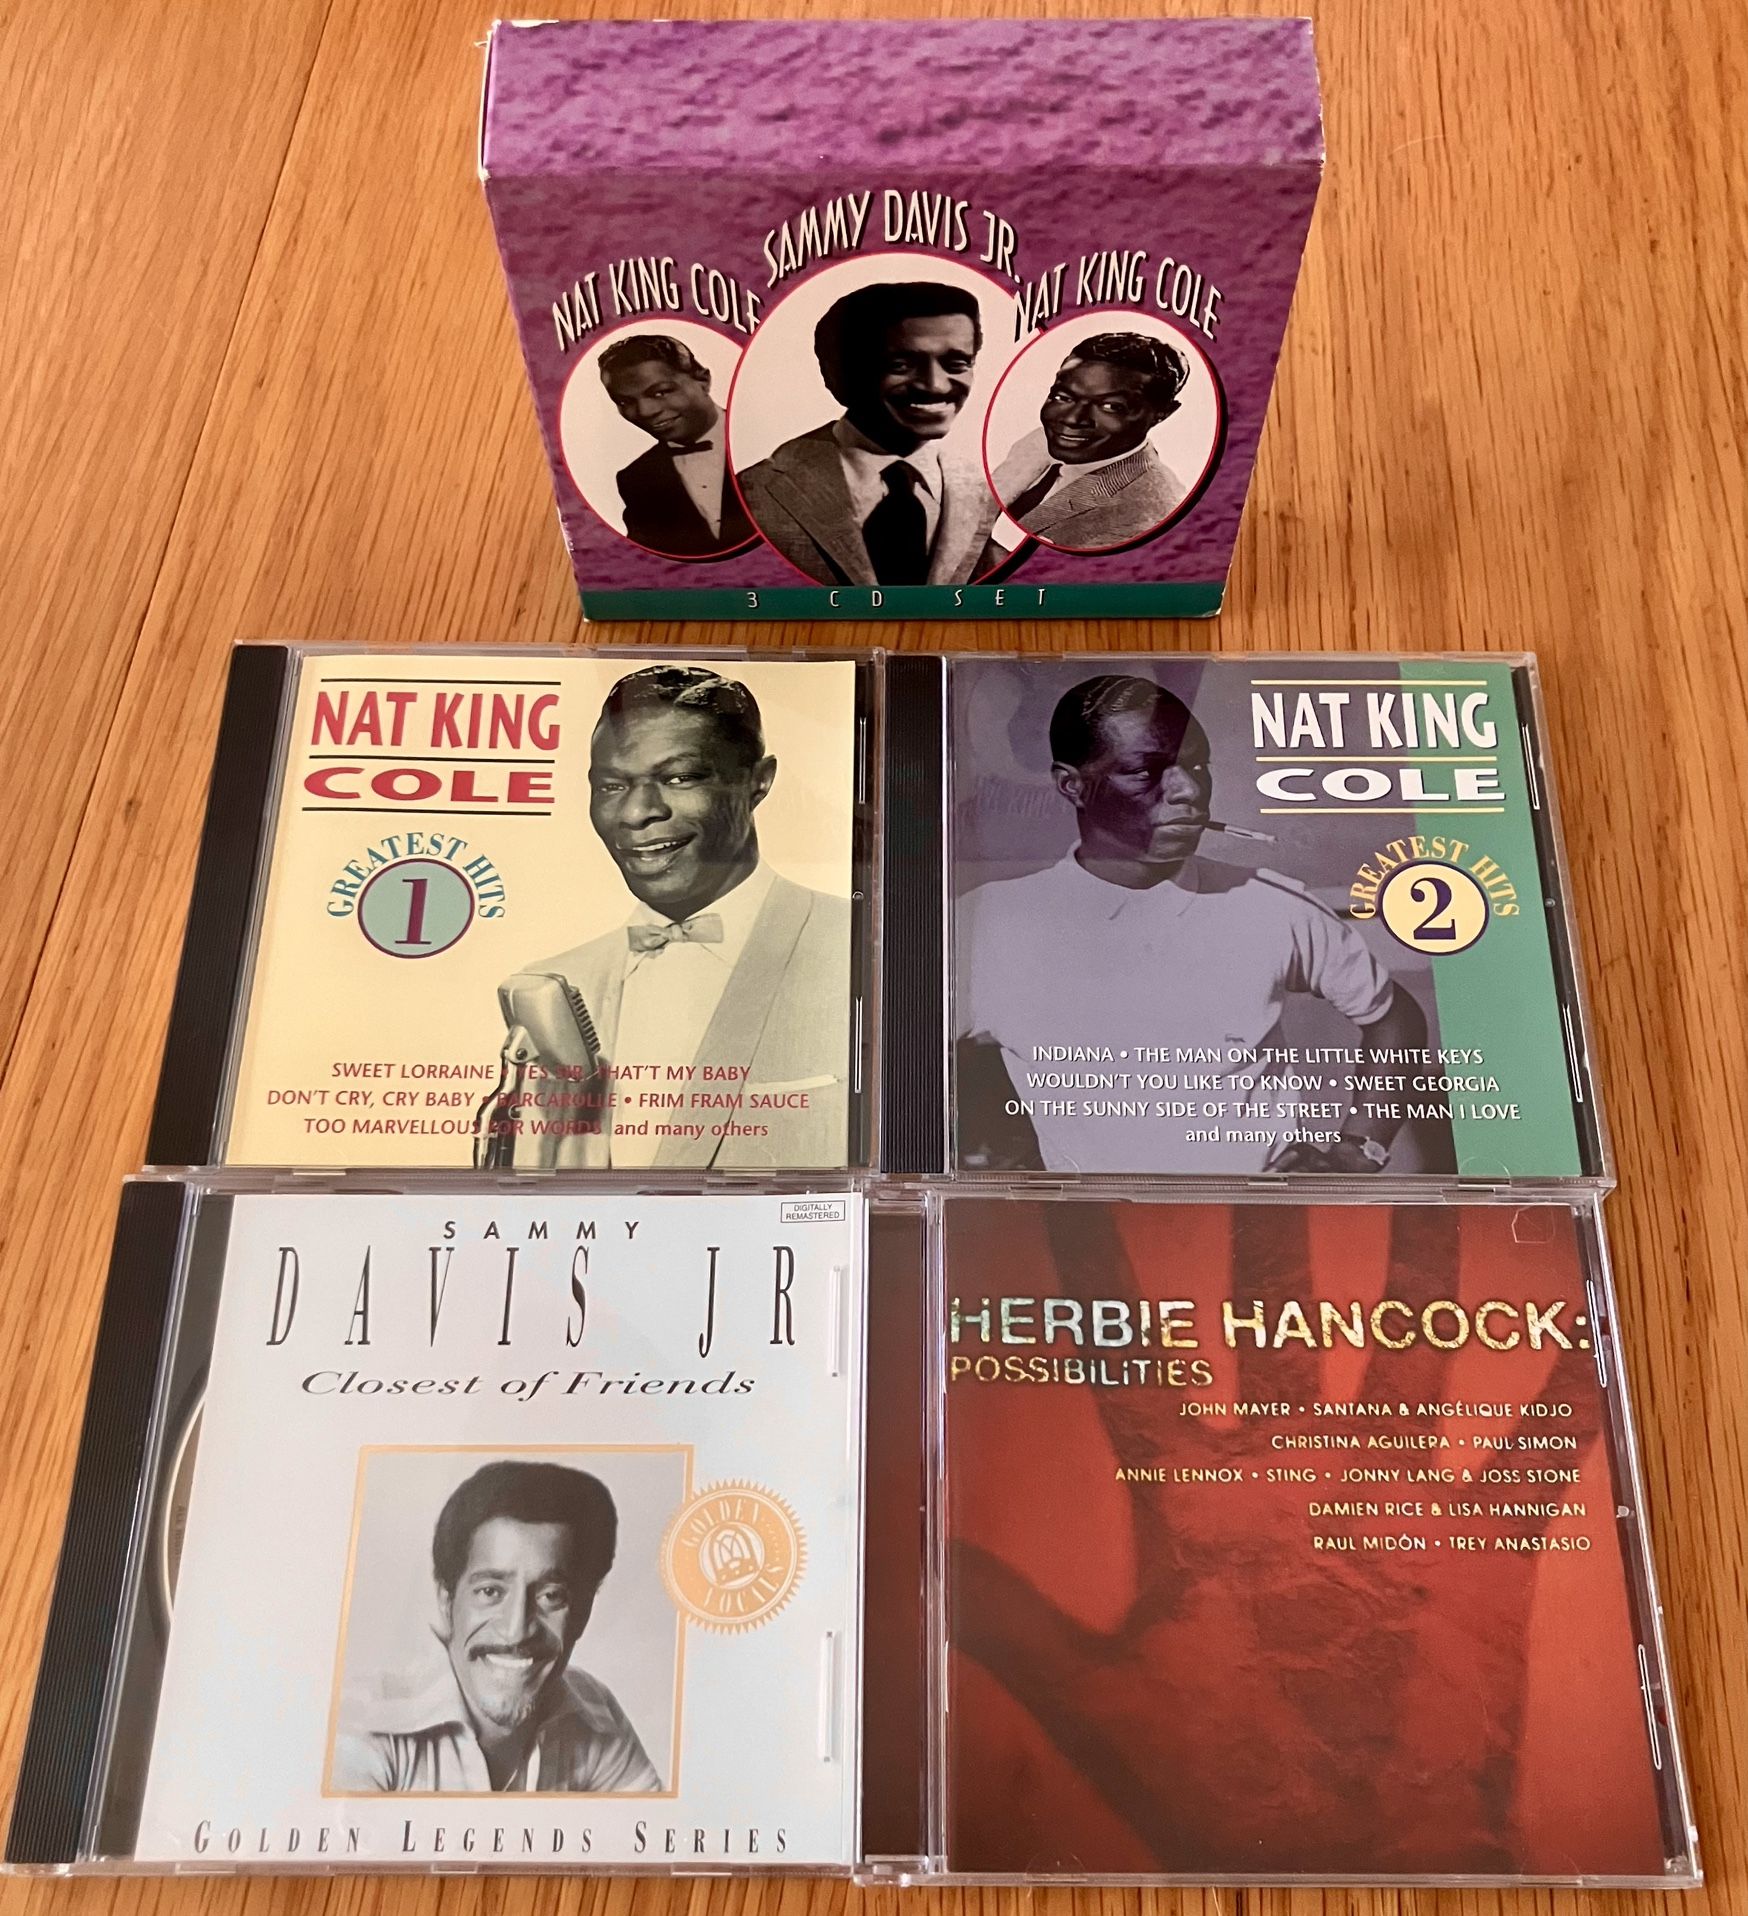 NAT KING COLE
SAMMY DAVIS JR.
NAT KING COLE
3 CD SET
NAT KING
COLE
GREATEST HITS
1
SWEET LORRAINE • YES SIR, THAT'T MY BABY
DON'T CRY, CRY BABY • BARCAROLLE • FRIM FRAM SAUCE
TOO MARVELLOUS FOR WORDS and many others
NAT KING
COLE
GREATEST HITS
2
INDIANA • THE MAN ON THE LITTLE WHITE KEYS
WOULDN'T YOU LIKE TO KNOW • SWEET GEORGIA
ON THE SUNNY SIDE OF THE STREET • THE MAN I LOVE
and many others
DIGITALLY
REMASTERED
SAMMY
DAVIS JR
Closest of Friends
GOLDEN
VOCALS
GOLDEN LEGENDS SERIES
HERBIE HANCOCK:
POSSIBILITIES
JOHN MAYER • SANTANA & ANGÉLIQUE KIDJO
CHRISTINA AGUILERA • PAUL SIMON
ANNIE LENNOX • STING • JONNY LANG & JOSS STONE
DAMIEN RICE & LISA HANNIGAN
RAUL MIDÓN • TREY ANASTASIO